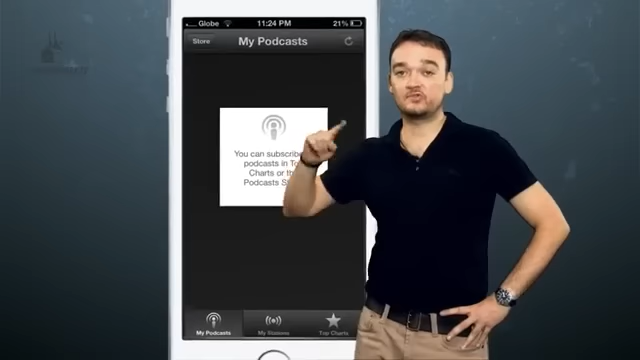 Globe 11:24 PM 21%
Store My Podcasts
You can subscribe
podcasts in To
Charts or th
Podcasts S
My Podcasts My Stations Top Charts